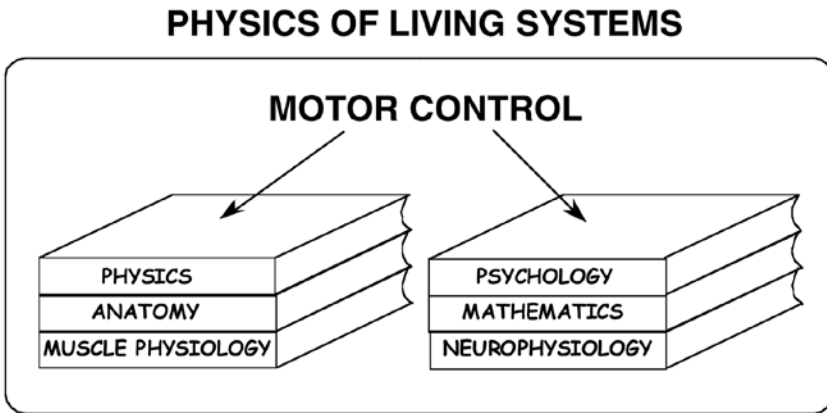 PHYSICS OF LIVING SYSTEMS
MOTOR CONTROL
PHYSICS
ANATOMY
MUSCLE PHYSIOLOGY
PSYCHOLOGY
MATHEMATICS
NEUROPHYSIOLOGY